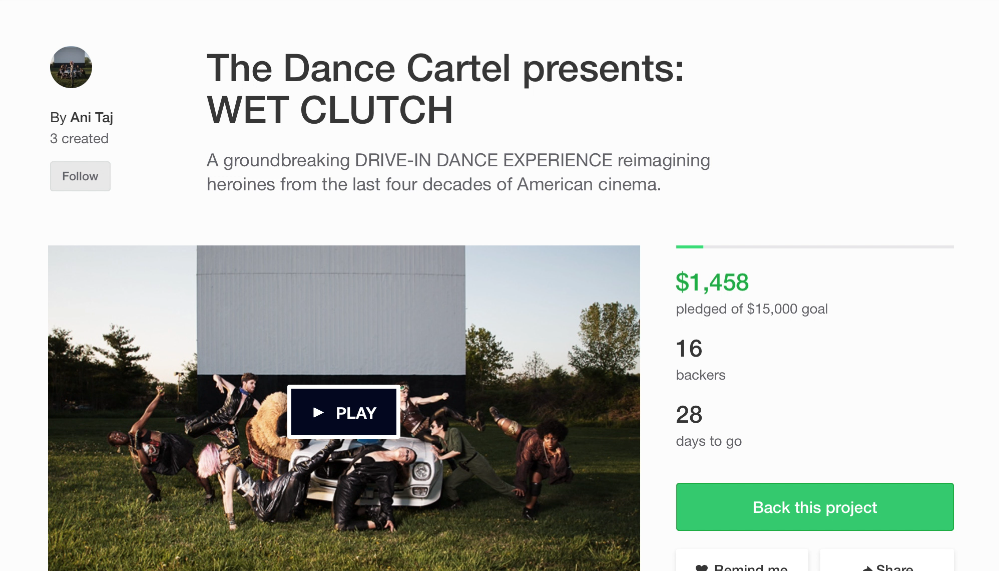 The Dance Cartel presents:
WET CLUTCH
By Ani Taj
3 created
Follow
A groundbreaking DRIVE-IN DANCE EXPERIENCE reimagining
heroines from the last four decades of American cinema.
PLAY
$1,458
pledged of $15,000 goal
16
backers
28
days to go
Back this project
Remind me
Share